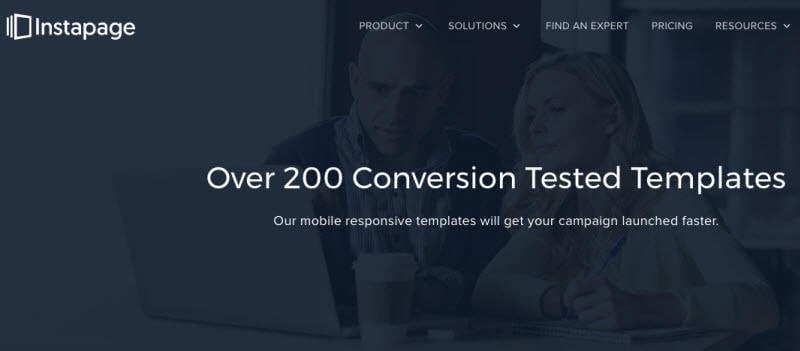 Instapage
PRODUCT SOLUTIONS FIND AN EXPERT PRICING RESOURCES
Over 200 Conversion Tested Templates
Our mobile responsive templates will get your campaign launched faster.